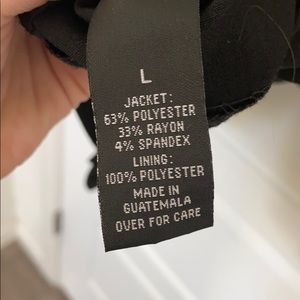 L
JACKET:
63% POLYESTER
33% RAYON
4% SPANDEX
LINING:
100% POLYESTER
MADE IN
GUATEMALA
OVER FOR CARE